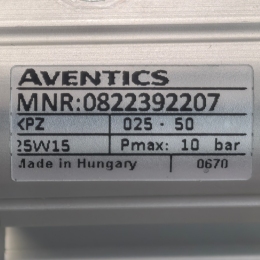 AVENTICS
MNR:0822392207
KPZ 025 - 50
25W15 Pmax: 10 bar
Made in Hungary 0670